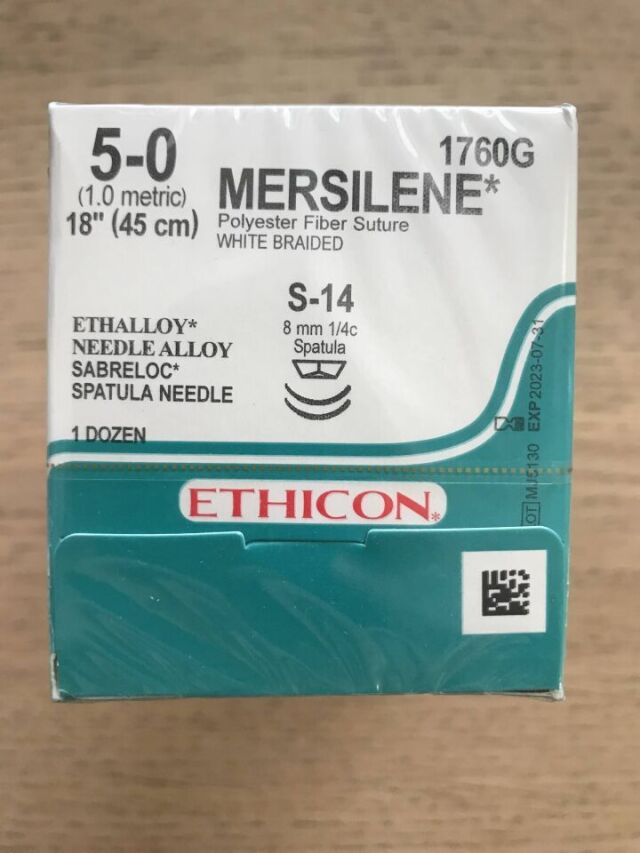 5-0
(1.0 metric)
18" (45 cm)
1760G
MERSILENE*
Polyester Fiber Suture
WHITE BRAIDED
S-14
8 mm 1/4c
Spatula
ETHALLOY*
NEEDLE ALLOY
SABRELOC*
SPATULA NEEDLE
1 DOZEN
EXP 2023-07-31
ETHICON*